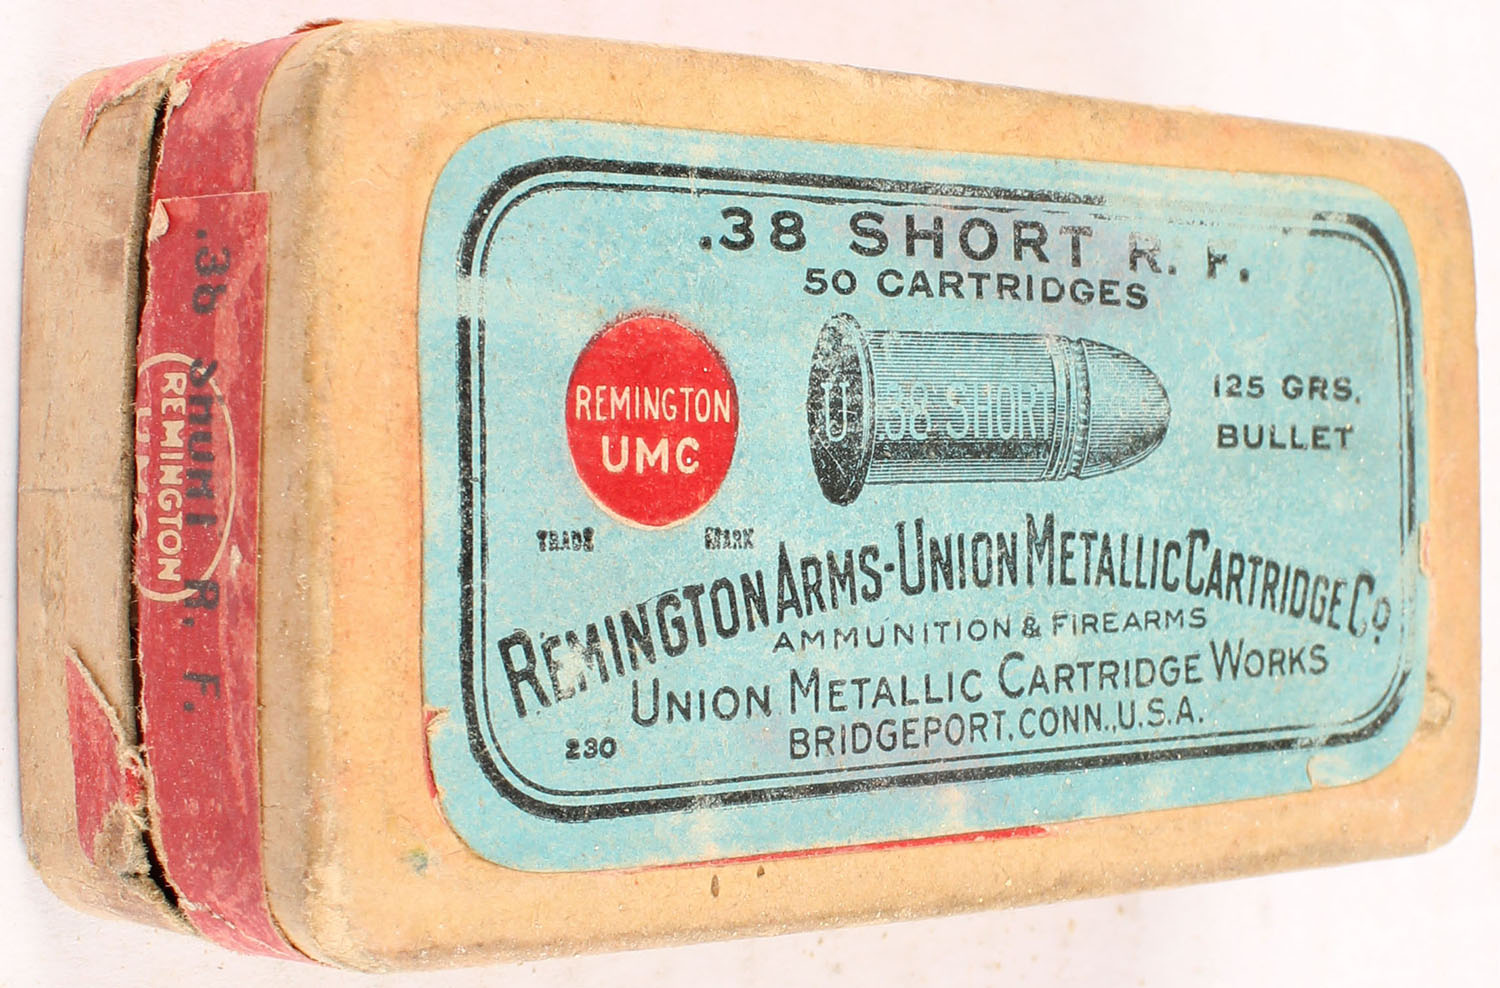 .38 SHORT R. F.
50 CARTRIDGES
REMINGTON
UMC
TRADE MARK
U .38 SHORT
125 GRS.
BULLET
REMINGTON ARMS-UNION METALLIC CARTRIDGE CO
AMMUNITION & FIREARMS
UNION METALLIC CARTRIDGE WORKS
BRIDGEPORT, CONN., U.S.A.
230
.38 SHORT R. F.
REMINGTON